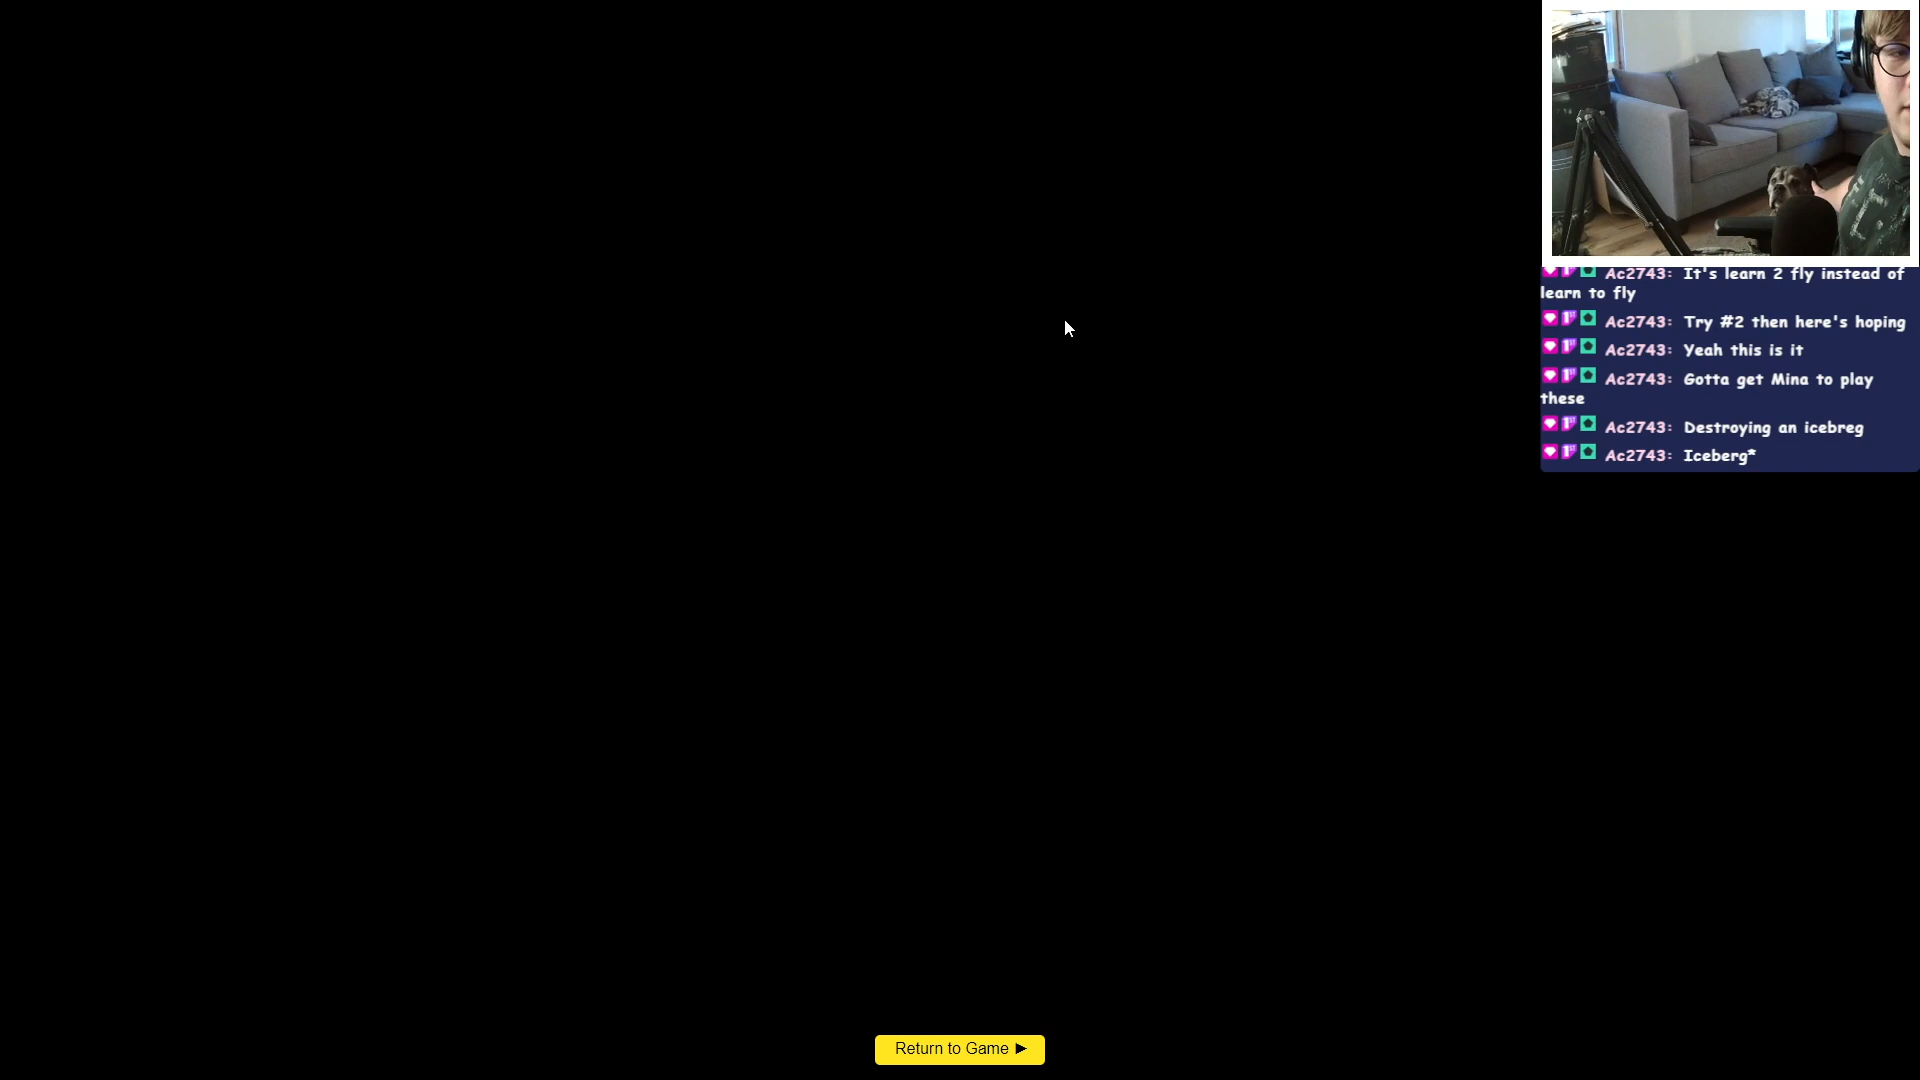 Ac2743: It's learn 2 fly instead of
learn to fly
Ac2743: Try #2 then here's hoping
Ac2743: Yeah this is it
Ac2743: Gotta get Mina to play
these
Ac2743: Destroying an icebreg
Ac2743: Iceberg*
Return to Game ►